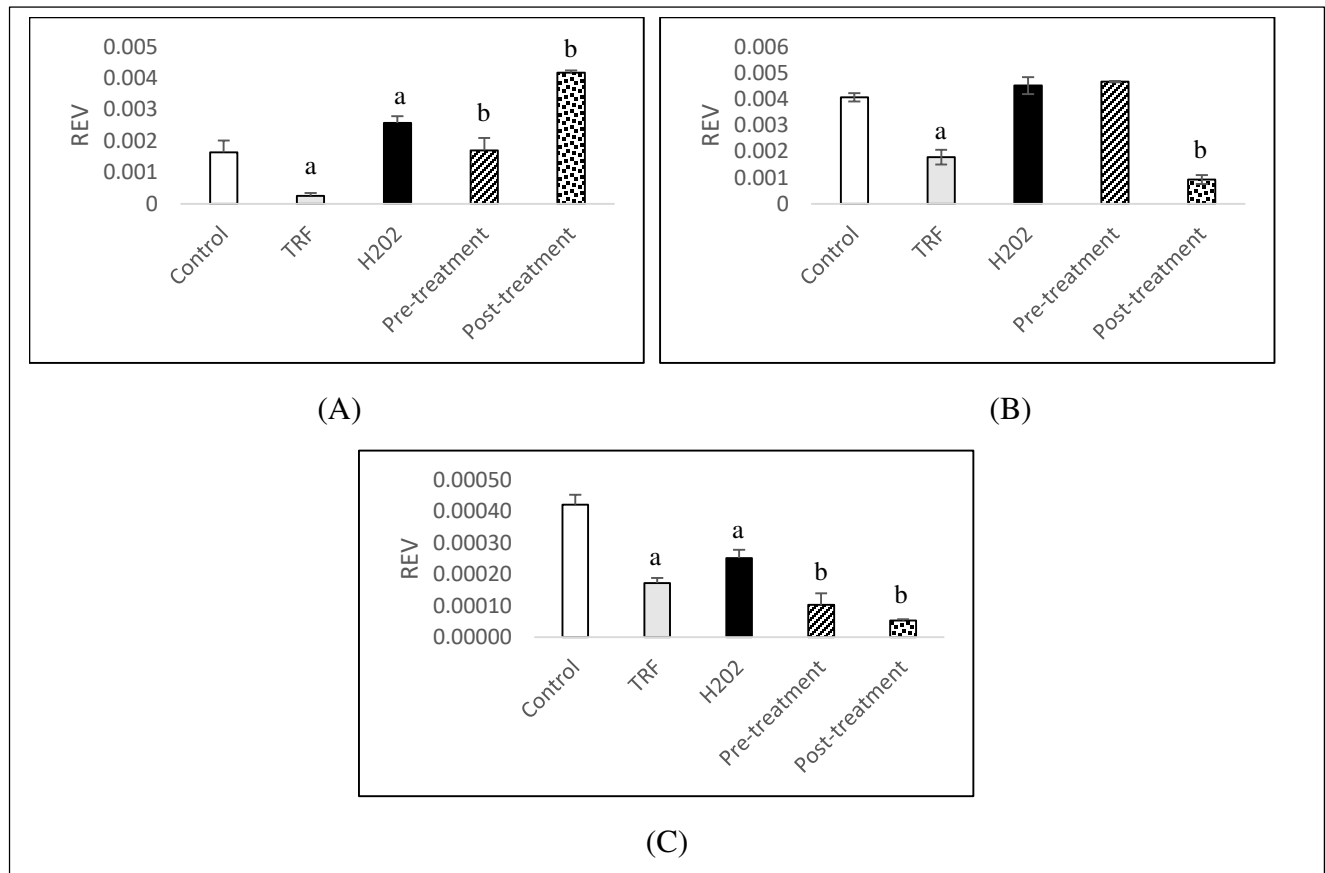 0.005
0.004
0.003
0.002
0.001
0
REV
a
a
b
b
Control
TRF
H202
Pre-treatment
Post-treatment
(A)
0.006
0.005
0.004
0.003
0.002
0.001
0
REV
a
b
Control
TRF
H202
Pre-treatment
Post-treatment
(B)
0.00050
0.00040
0.00030
0.00020
0.00010
0.00000
REV
a
a
b
b
Control
TRF
H202
Pre-treatment
Post-treatment
(C)